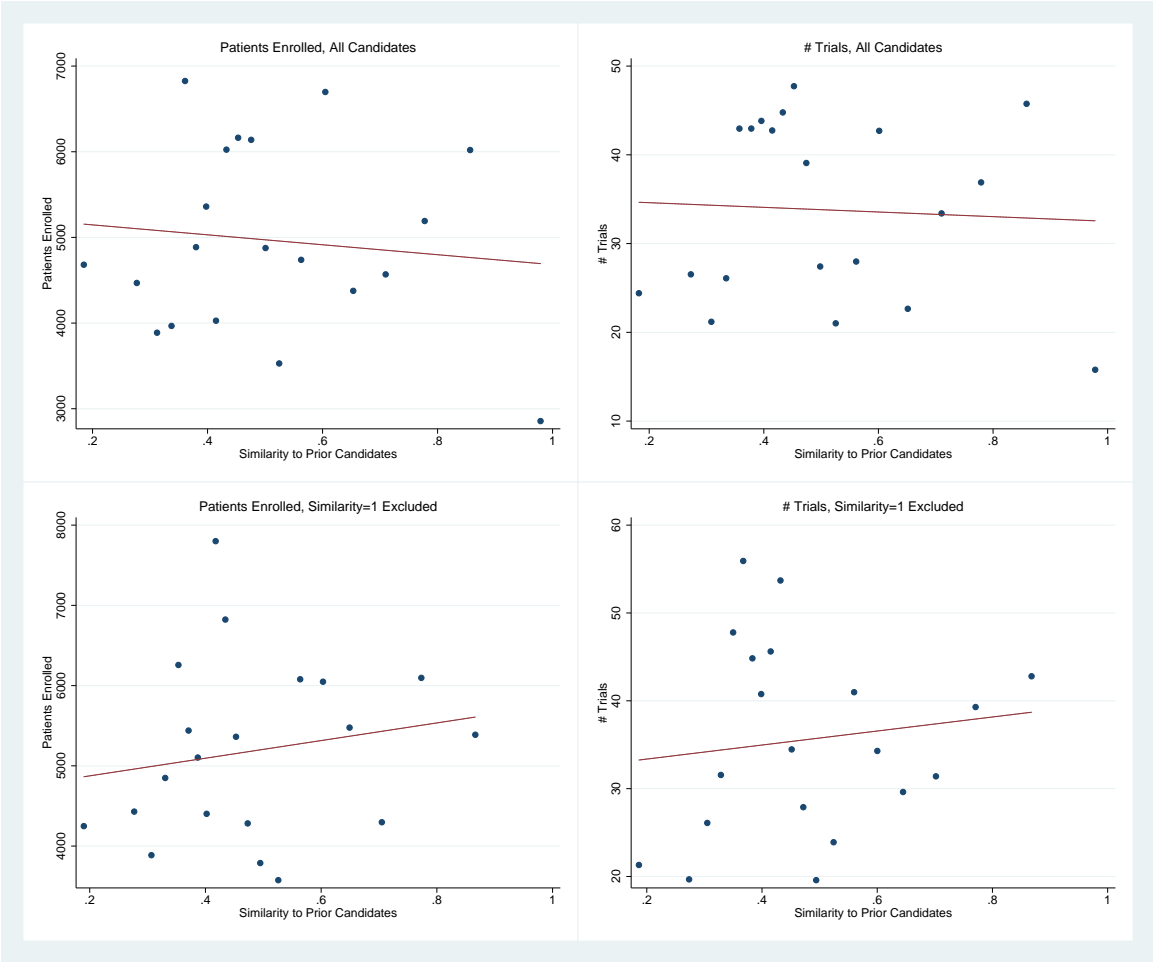 Patients Enrolled, All Candidates
Patients Enrolled
7000
6000
5000
4000
3000
.2 .4 .6 .8 1
Similarity to Prior Candidates
# Trials, All Candidates
# Trials
50
40
30
20
10
.2 .4 .6 .8 1
Similarity to Prior Candidates
Patients Enrolled, Similarity=1 Excluded
Patients Enrolled
8000
7000
6000
5000
4000
.2 .4 .6 .8 1
Similarity to Prior Candidates
# Trials, Similarity=1 Excluded
# Trials
60
50
40
30
20
.2 .4 .6 .8 1
Similarity to Prior Candidates